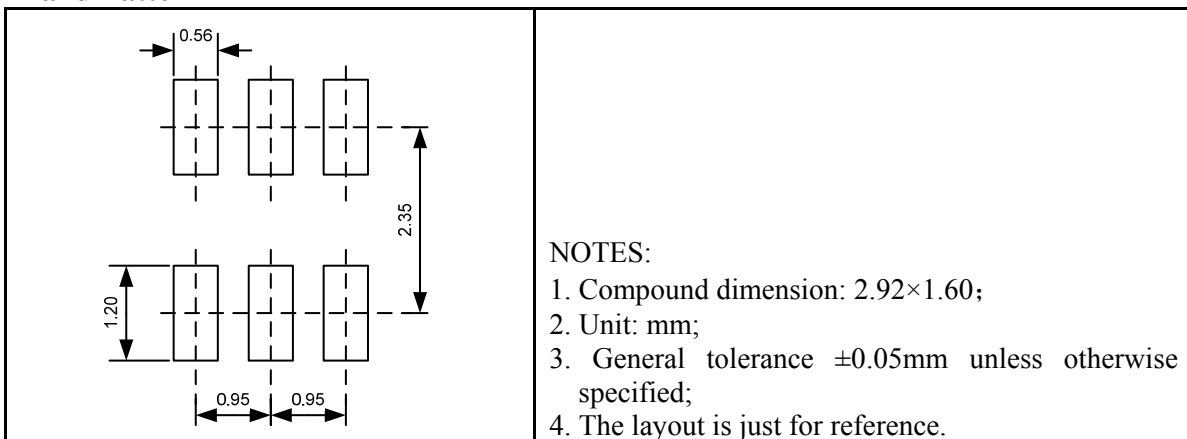 0.56
2.35
1.20
0.95 0.95
NOTES:
1. Compound dimension: 2.92×1.60；
2. Unit: mm;
3. General tolerance ±0.05mm unless otherwise
specified;
4. The layout is just for reference.